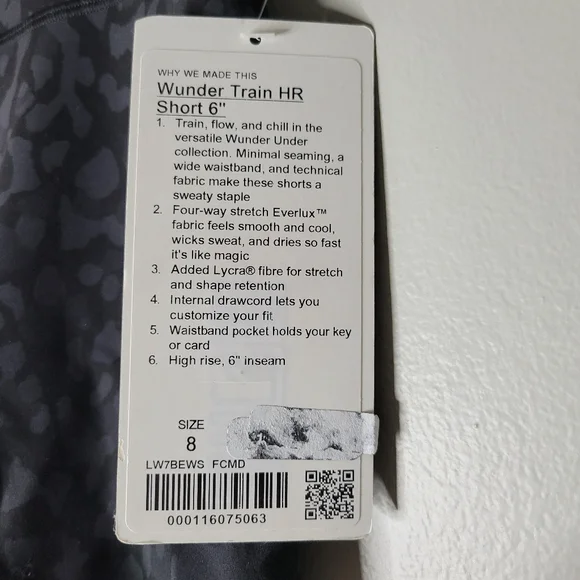 WHY WE MADE THIS
Wunder Train HR
Short 6"
1. Train, flow, and chill in the
versatile Wunder Under
collection. Minimal seaming, a
wide waistband, and technical
fabric make these shorts a
sweaty staple
2. Four-way stretch Everlux™
fabric feels smooth and cool,
wicks sweat, and dries so fast
it's like magic
3. Added Lycra® fibre for stretch
and shape retention
4. Internal drawcord lets you
customize your fit
5. Waistband pocket holds your key
or card
6. High rise, 6" inseam
SIZE
8
LW7BEWS FCMD
000116075063